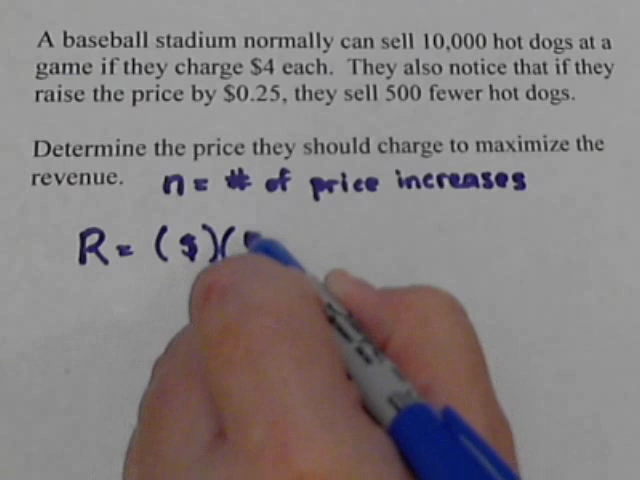 A baseball stadium normally can sell 10,000 hot dogs at a
game if they charge $4 each. They also notice that if they
raise the price by $0.25, they sell 500 fewer hot dogs.
Determine the price they should charge to maximize the
revenue. n = # of price increases
R = ($)(